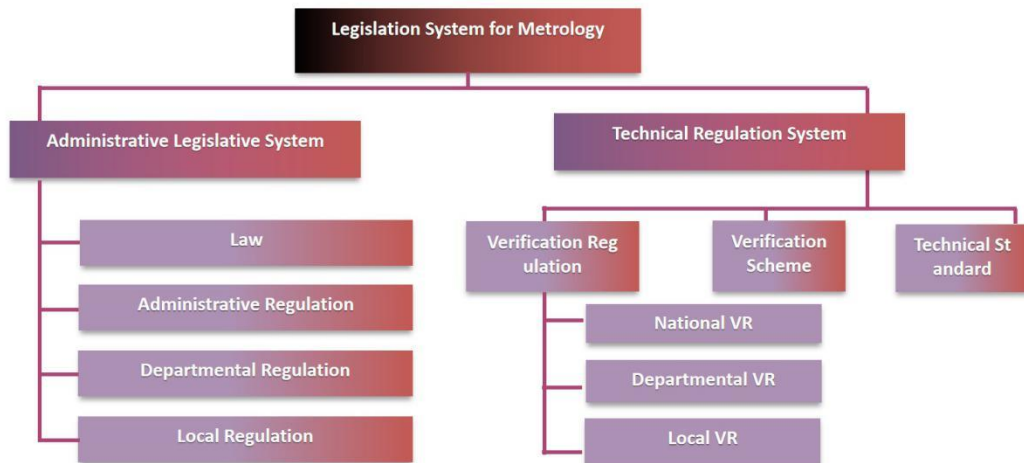 Legislation System for Metrology
Administrative Legislative System
Technical Regulation System
Law
Administrative Regulation
Departmental Regulation
Local Regulation
Verification Reg
ulation
Verification
Scheme
Technical St
andard
National VR
Departmental VR
Local VR